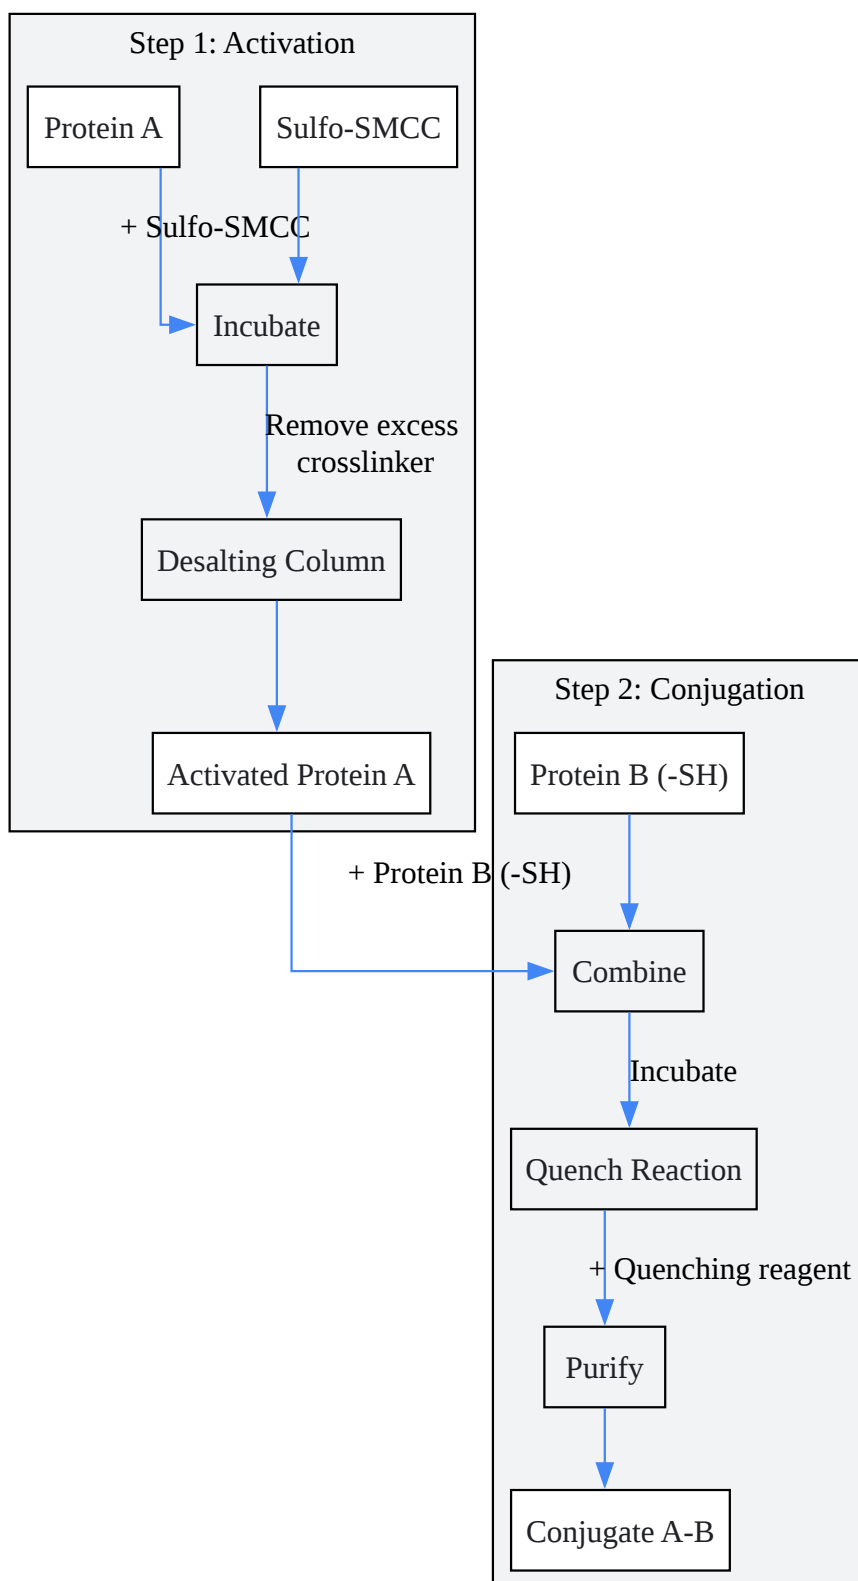 Step 1: Activation
Protein A
Sulfo-SMCC
+ Sulfo-SMCC
Incubate
Remove excess
crosslinker
Desalting Column
Activated Protein A
Step 2: Conjugation
Protein B (-SH)
+ Protein B (-SH)
Combine
Incubate
Quench Reaction
+ Quenching reagent
Purify
Conjugate A-B